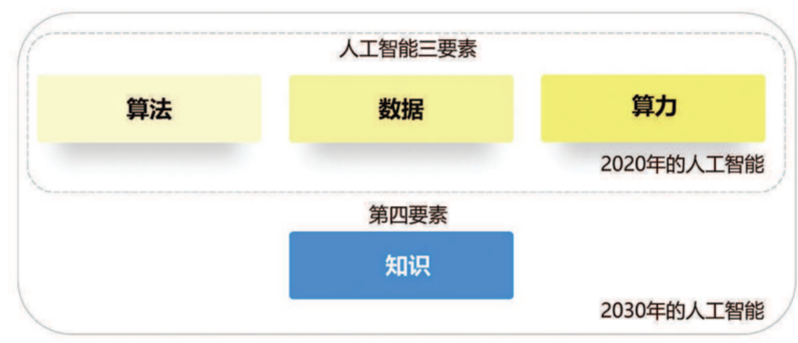 人工智能三要素
算法
数据
算力
2020年的人工智能
第四要素
知识
2030年的人工智能